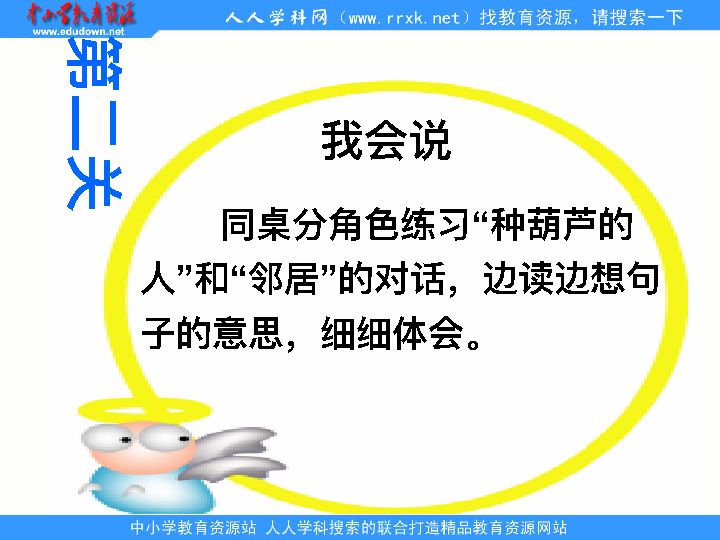 中小学教育资源
www.edudown.net
人人学科网（www.rrxk.net）找教育资源，请搜索一下
第二关
我会说
同桌分角色练习“种葫芦的
人”和“邻居”的对话，边读边想句
子的意思，细细体会。
中小学教育资源站 人人学科搜索的联合打造精品教育资源网站